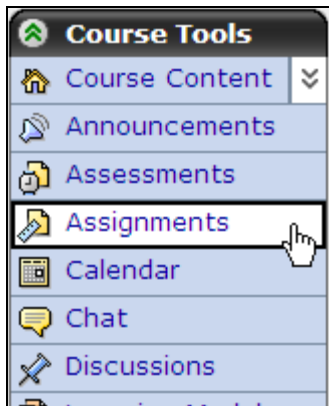 Course Tools
Course Content
Announcements
Assessments
Assignments
Calendar
Chat
Discussions